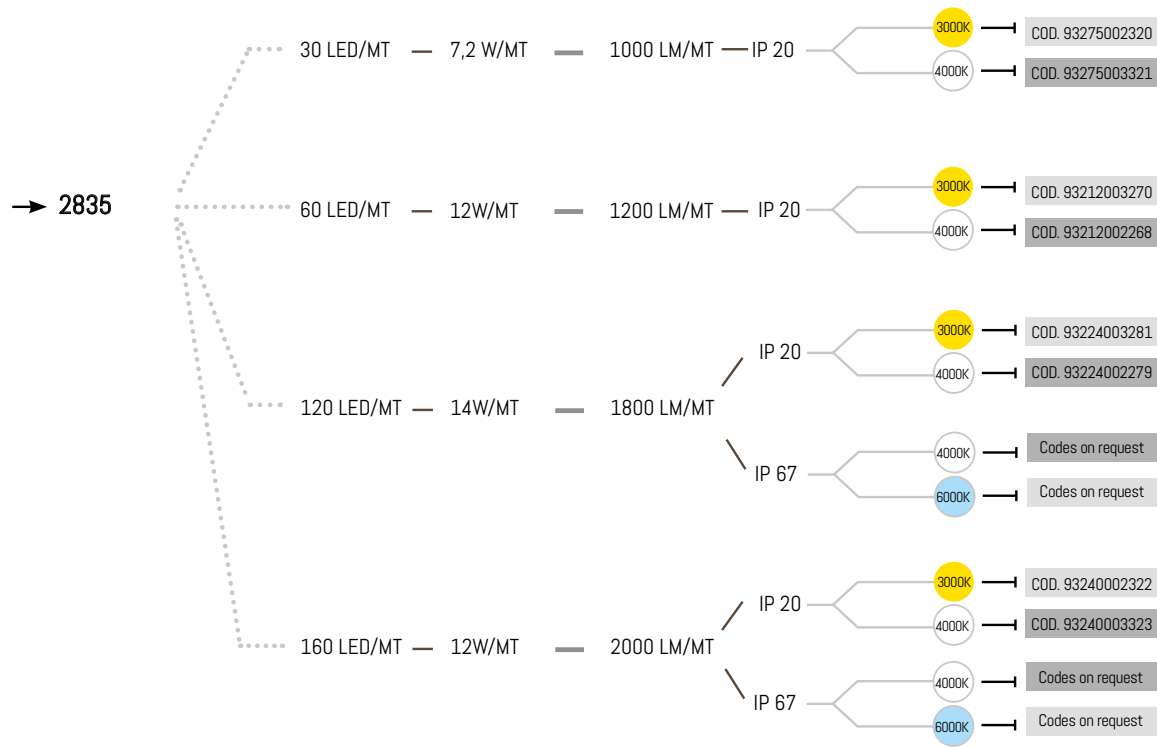 3000K
COD. 93275002320
30 LED/MT
7,2 W/MT
1000 LM/MT
IP 20
4000K
COD. 93275003321
2835
3000K
COD. 93212003270
60 LED/MT
12W/MT
1200 LM/MT
IP 20
4000K
COD. 93212002268
3000K
COD. 93224003281
IP 20
4000K
COD. 93224002279
120 LED/MT
14W/MT
1800 LM/MT
4000K
Codes on request
IP 67
6000K
Codes on request
3000K
COD. 93240002322
IP 20
4000K
COD. 93240003323
160 LED/MT
12W/MT
2000 LM/MT
4000K
Codes on request
IP 67
6000K
Codes on request